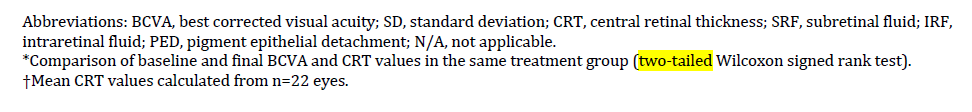 Abbreviations: BCVA, best corrected visual acuity; SD, standard deviation; CRT, central retinal thickness; SRF, subretinal fluid; IRF,
intraretinal fluid; PED, pigment epithelial detachment; N/A, not applicable.
*Comparison of baseline and final BCVA and CRT values in the same treatment group (two-tailed Wilcoxon signed rank test).
†Mean CRT values calculated from n=22 eyes.